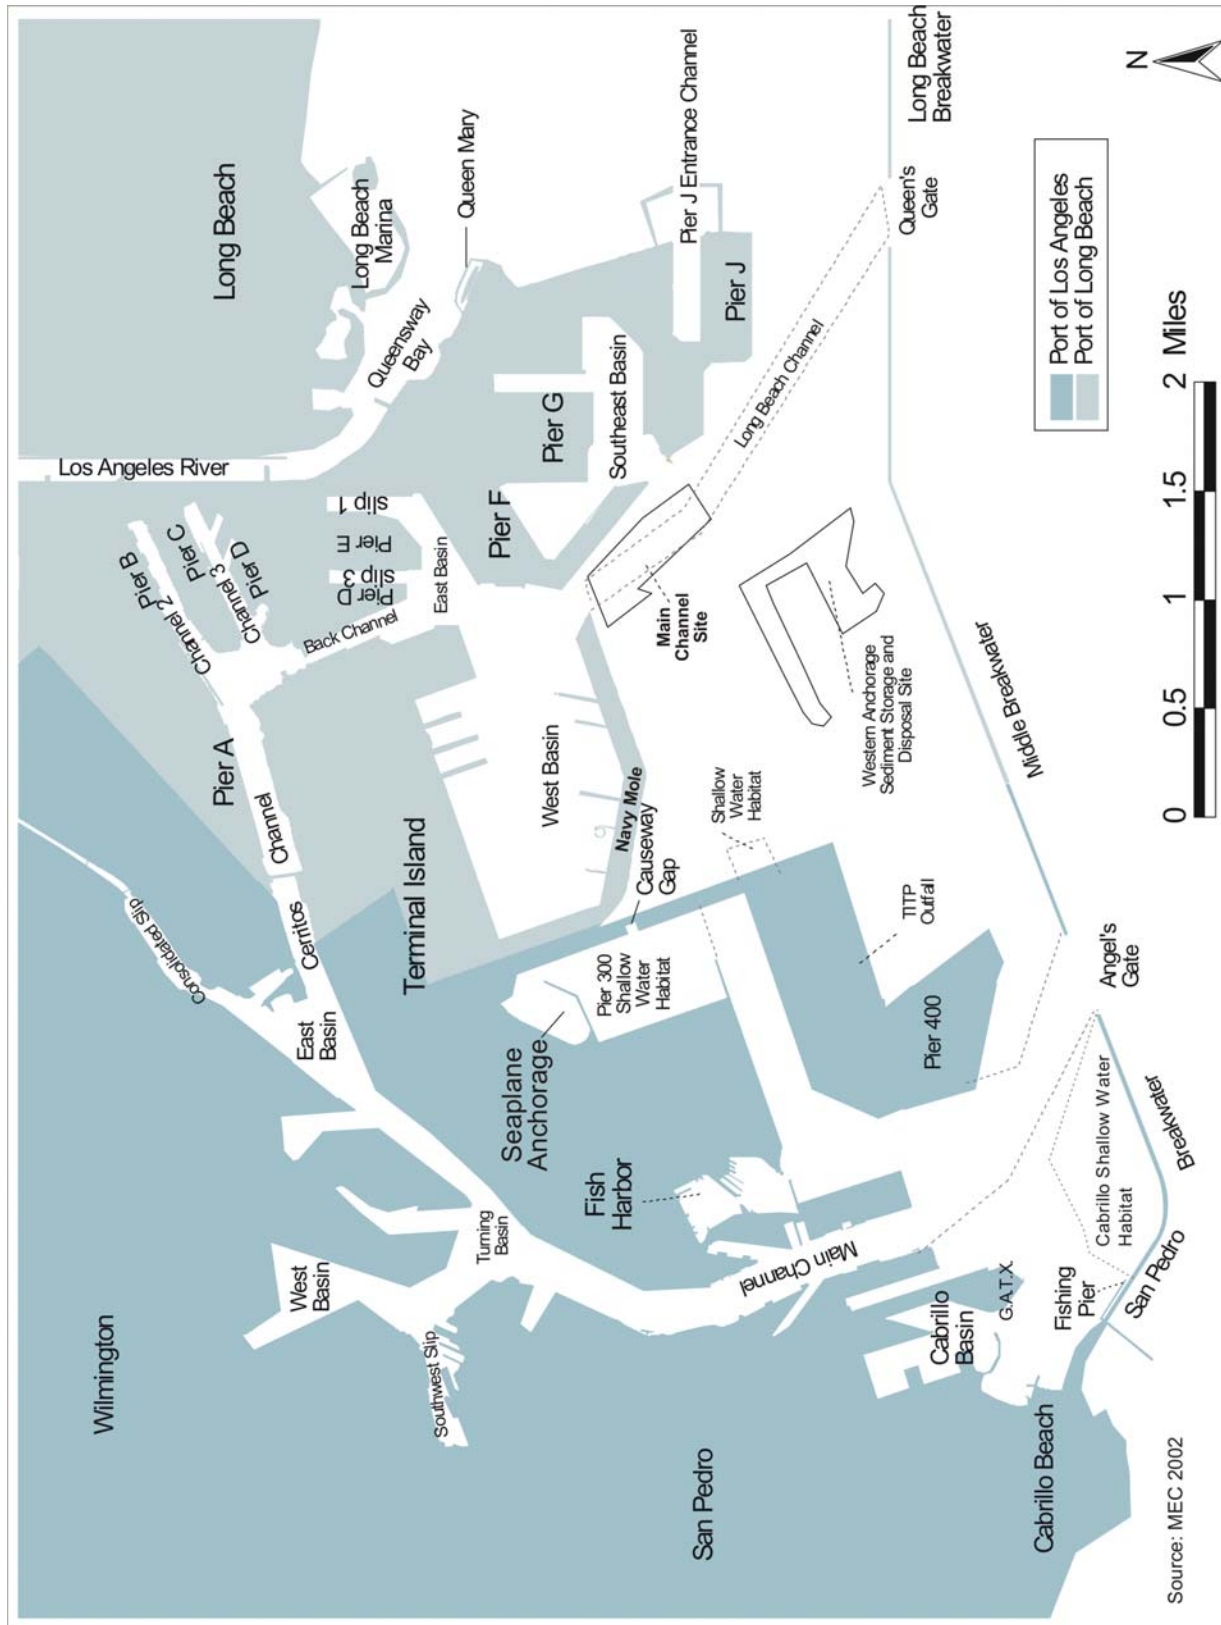 Wilmington
Long Beach
Los Angeles River
Consolidated Slip
Pier A
Pier B
Channel 2
Pier C
Channel 3
Pier D
Long Beach
Marina
Queensway
Bay
Queen Mary
West
Basin
East
Basin
Cerritos
Channel
Back Channel
Pier D
slip 3
Pier E
slip 1
East Basin
Southwest Slip
Turning
Basin
Terminal Island
Seaplane
Anchorage
West Basin
Pier F
Pier G
Southeast Basin
Pier J
Pier J Entrance Channel
San Pedro
Fish
Harbor
Pier 300
Shallow
Water
Habitat
Causeway
Gap
Navy Mole
Main
Channel
Site
Long Beach Channel
Shallow
Water
Habitat
Main Channel
Pier 400
TITP
Outfall
Western Anchorage
Sediment Storage and
Disposal Site
Queen's
Gate
Long Beach
Breakwater
Cabrillo
Basin
G.A.T.X.
Cabrillo Beach
Fishing
Pier
Cabrillo Shallow Water
Habitat
Angel's
Gate
Middle Breakwater
San Pedro
Breakwater
Port of Los Angeles
Port of Long Beach
N
0
0.5
1
1.5
2 Miles
Source: MEC 2002